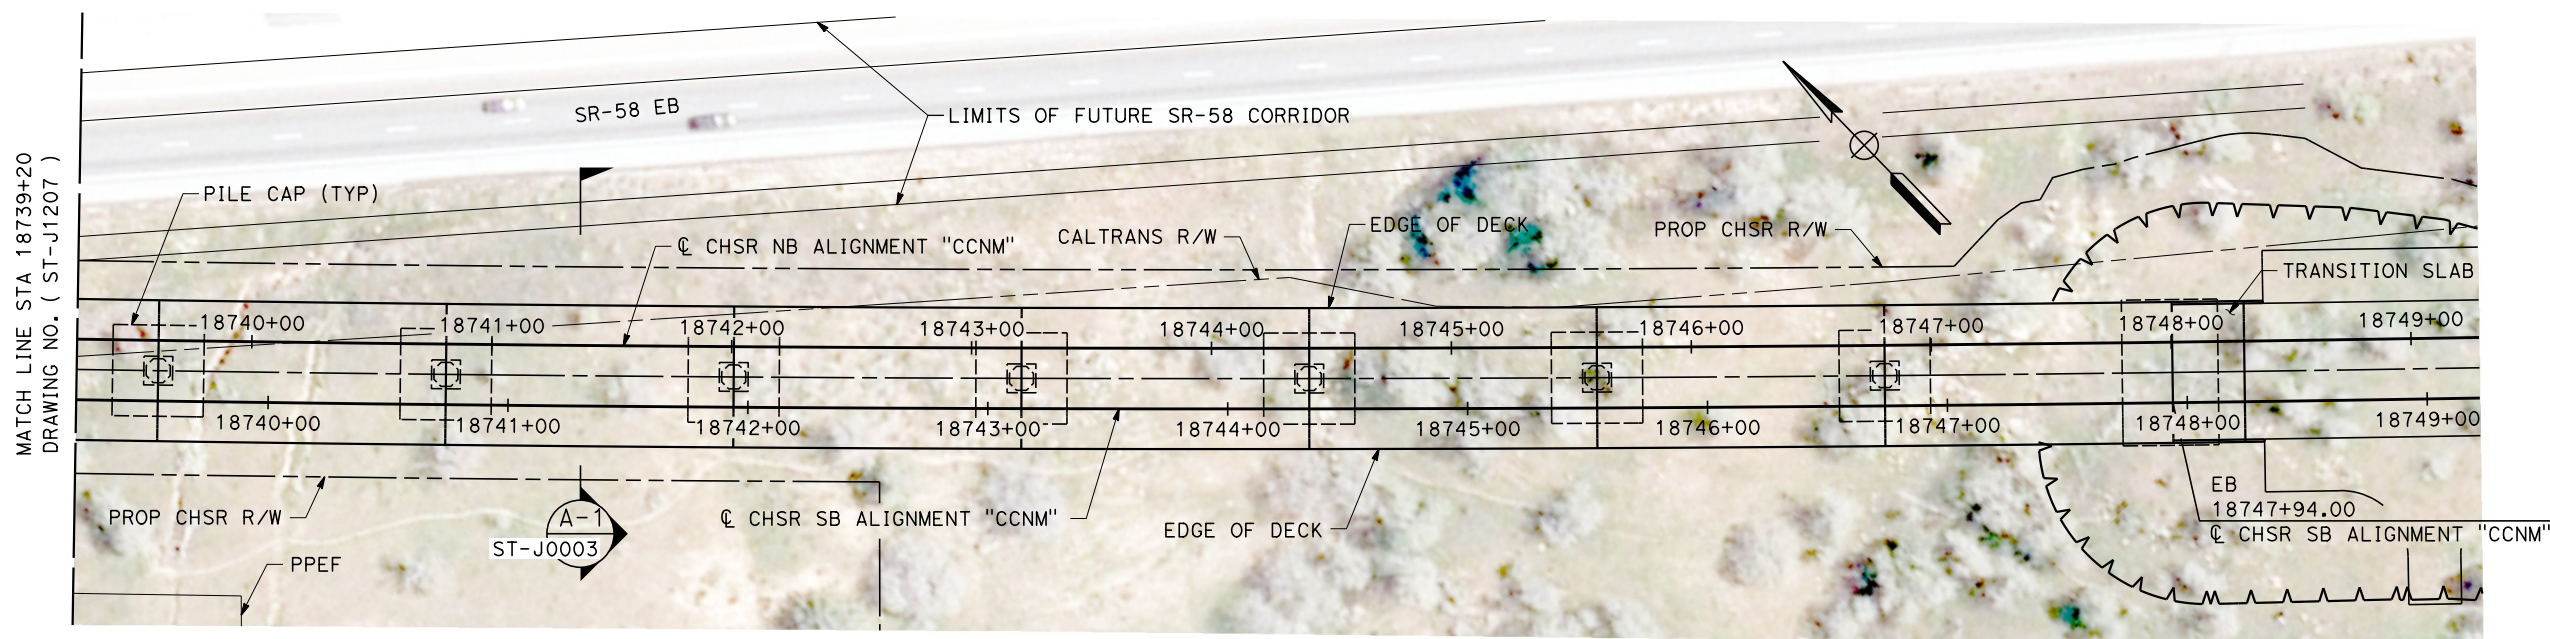 MATCH LINE STA 18739+20
DRAWING NO. ( ST-J1207 )
SR-58 EB
LIMITS OF FUTURE SR-58 CORRIDOR
PILE CAP (TYP)
℄ CHSR NB ALIGNMENT "CCNM"
CALTRANS R/W
EDGE OF DECK
PROP CHSR R/W
TRANSITION SLAB
18740+00 18741+00 18742+00 18743+00 18744+00 18745+00 18746+00 18747+00 18748+00 18749+00
18740+00 18741+00 18742+00 18743+00 18744+00 18745+00 18746+00 18747+00 18748+00 18749+00
PROP CHSR R/W
A-1
ST-J0003
℄ CHSR SB ALIGNMENT "CCNM"
EDGE OF DECK
EB
18747+94.00
℄ CHSR SB ALIGNMENT "CCNM"
PPEF